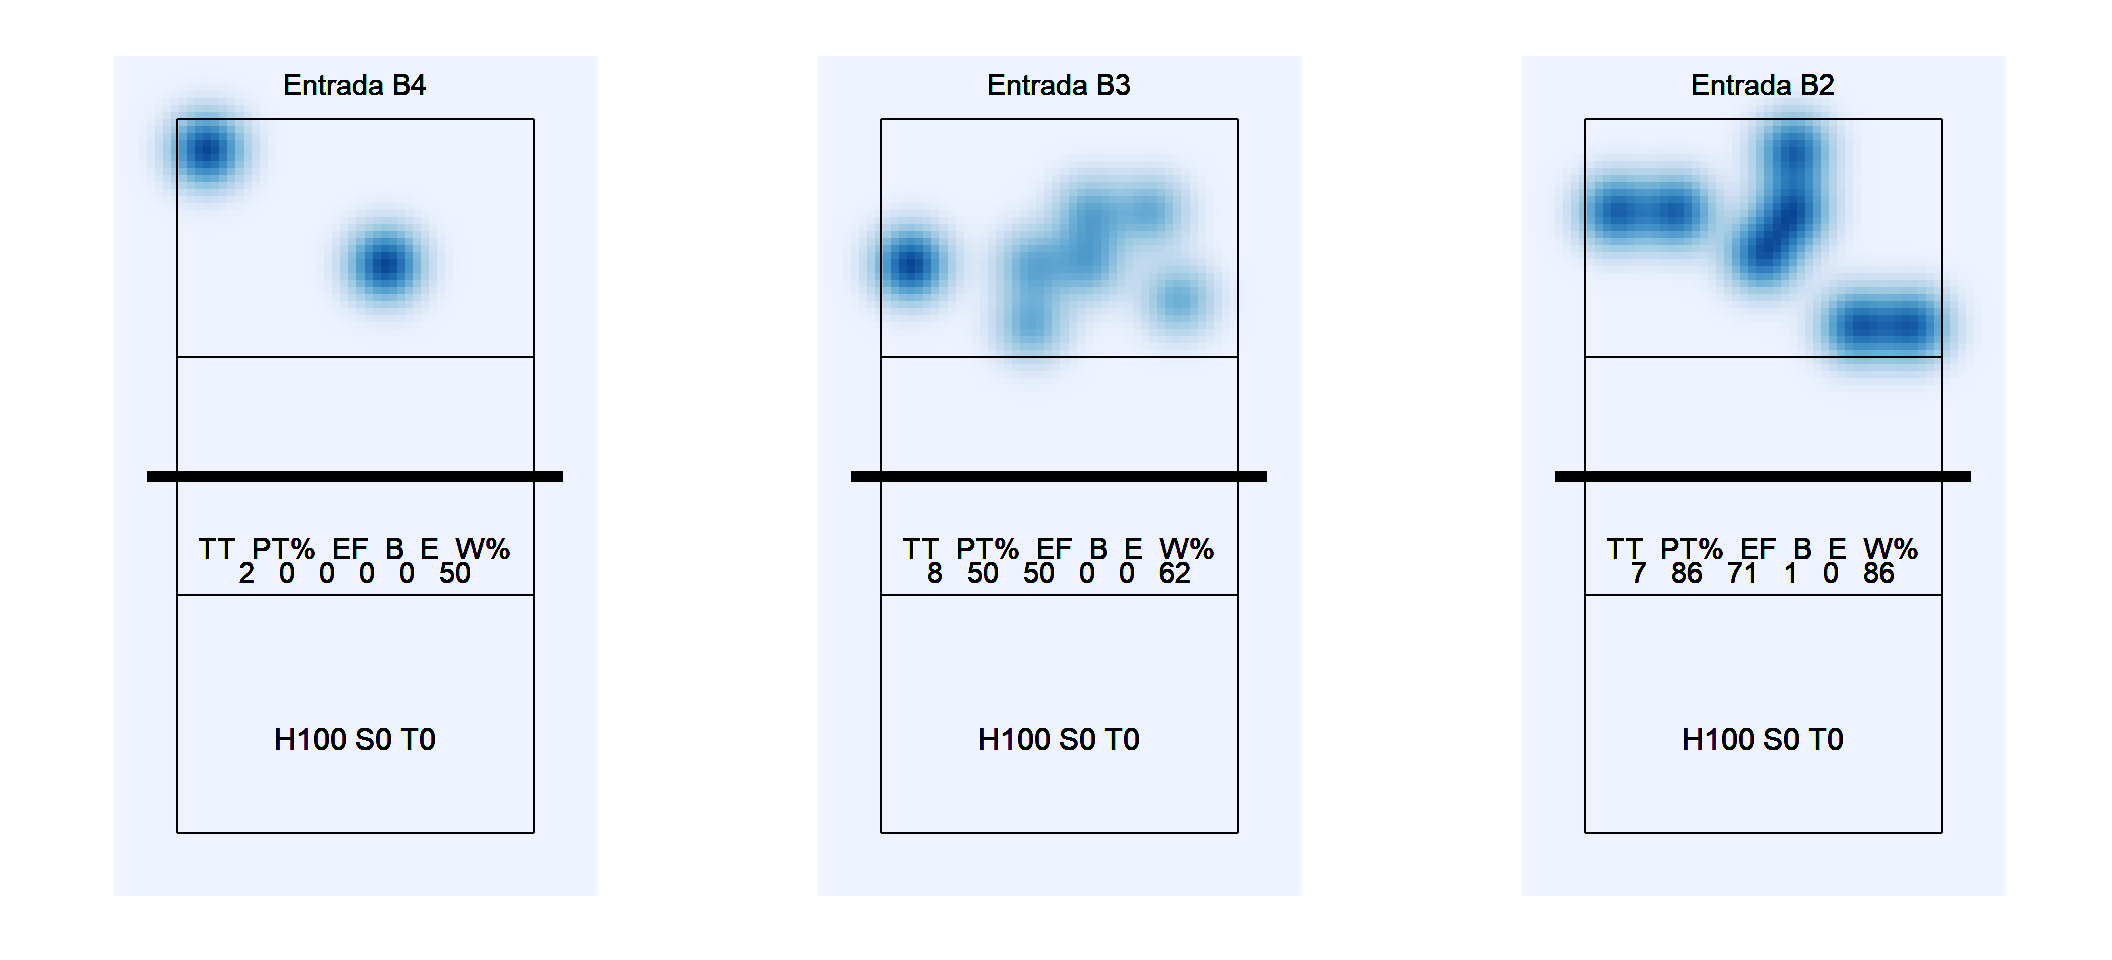 Entrada B4
TT PT% EF B E W%
2 0 0 0 0 50
H100 S0 T0
Entrada B3
TT PT% EF B E W%
8 50 50 0 0 62
H100 S0 T0
Entrada B2
TT PT% EF B E W%
7 86 71 1 0 86
H100 S0 T0